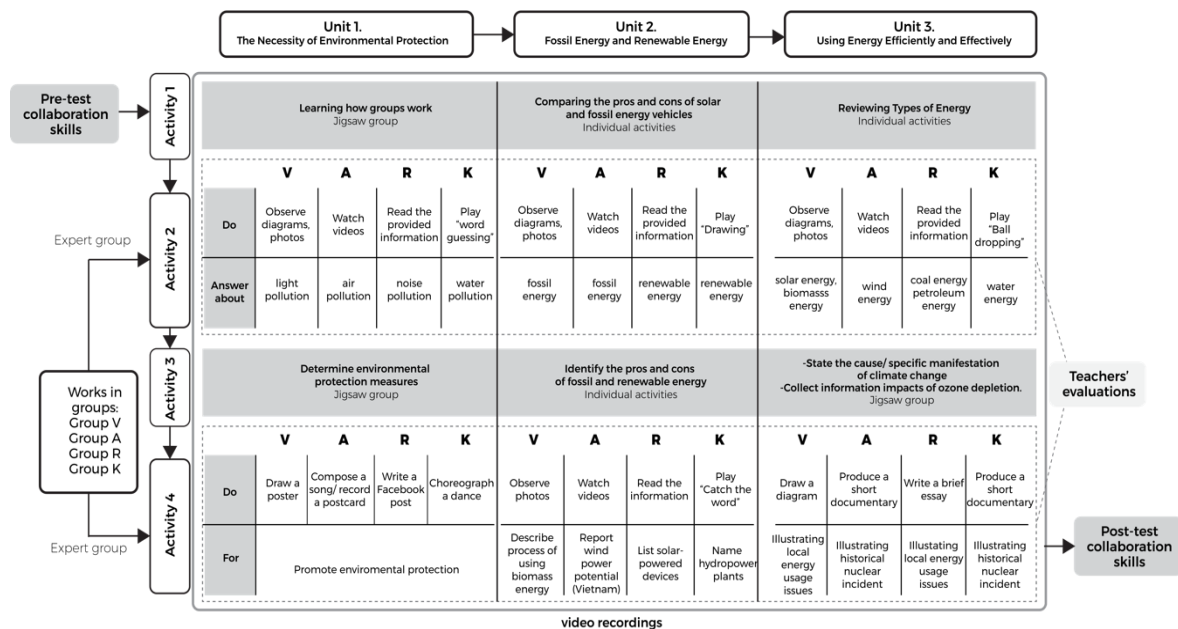 Unit 1.
The Necessity of Environmental Protection
Unit 2.
Fossil Energy and Renewable Energy
Unit 3.
Using Energy Efficiently and Effectively
Pre-test
collaboration
skills
Activity 1
Learning how groups work
Jigsaw group
Comparing the pros and cons of solar
and fossil energy vehicles
Individual activities
Reviewing Types of Energy
Individual activities
Expert group
Activity 2
V A R K
V A R K
V A R K
Do
Observe
diagrams,
photos
Watch
videos
Read the
provided
information
Play
"word
guessing"
Observe
diagrams,
photos
Watch
videos
Read the
provided
information
Play
"Drawing"
Observe
diagrams,
photos
Watch
videos
Read the
provided
information
Play
"Ball
dropping"
Answer
about
light
pollution
air
pollution
noise
pollution
water
pollution
fossil
energy
fossil
energy
renewable
energy
renewable
energy
solar energy,
biomasss
energy
wind
energy
coal energy
petroleum
energy
water
energy
Activity 3
Determine environmental
protection measures
Jigsaw group
Identify the pros and cons
of fossil and renewable energy
Individual activities
-State the cause/ specific manifestation
of climate change
-Collect information impacts of ozone depletion.
Jigsaw group
Teachers'
evaluations
Works in
groups:
Group V
Group A
Group R
Group K
Expert group
Activity 4
V A R K
V A R K
V A R K
Do
Draw a
poster
Compose a
song/ record
a postcard
Write a
Facebook
post
Choreograph
a dance
Observe
photos
Watch
videos
Read the
information
Play
"Catch the
word"
Draw a
diagram
Produce a
short
documentary
Write a brief
essay
Produce a
short
documentary
For
Promote enviromental protection
Describe
process of
using
biomass
energy
Report
wind
power
potential
(Vietnam)
List solar-
powered
devices
Name
hydropower
plants
Illustrating
local
energy
usage
issues
Illustrating
historical
nuclear
incident
Illustating
local energy
usage
issues
Illustrating
historical
nuclear
incident
Post-test
collaboration
skills
video recordings